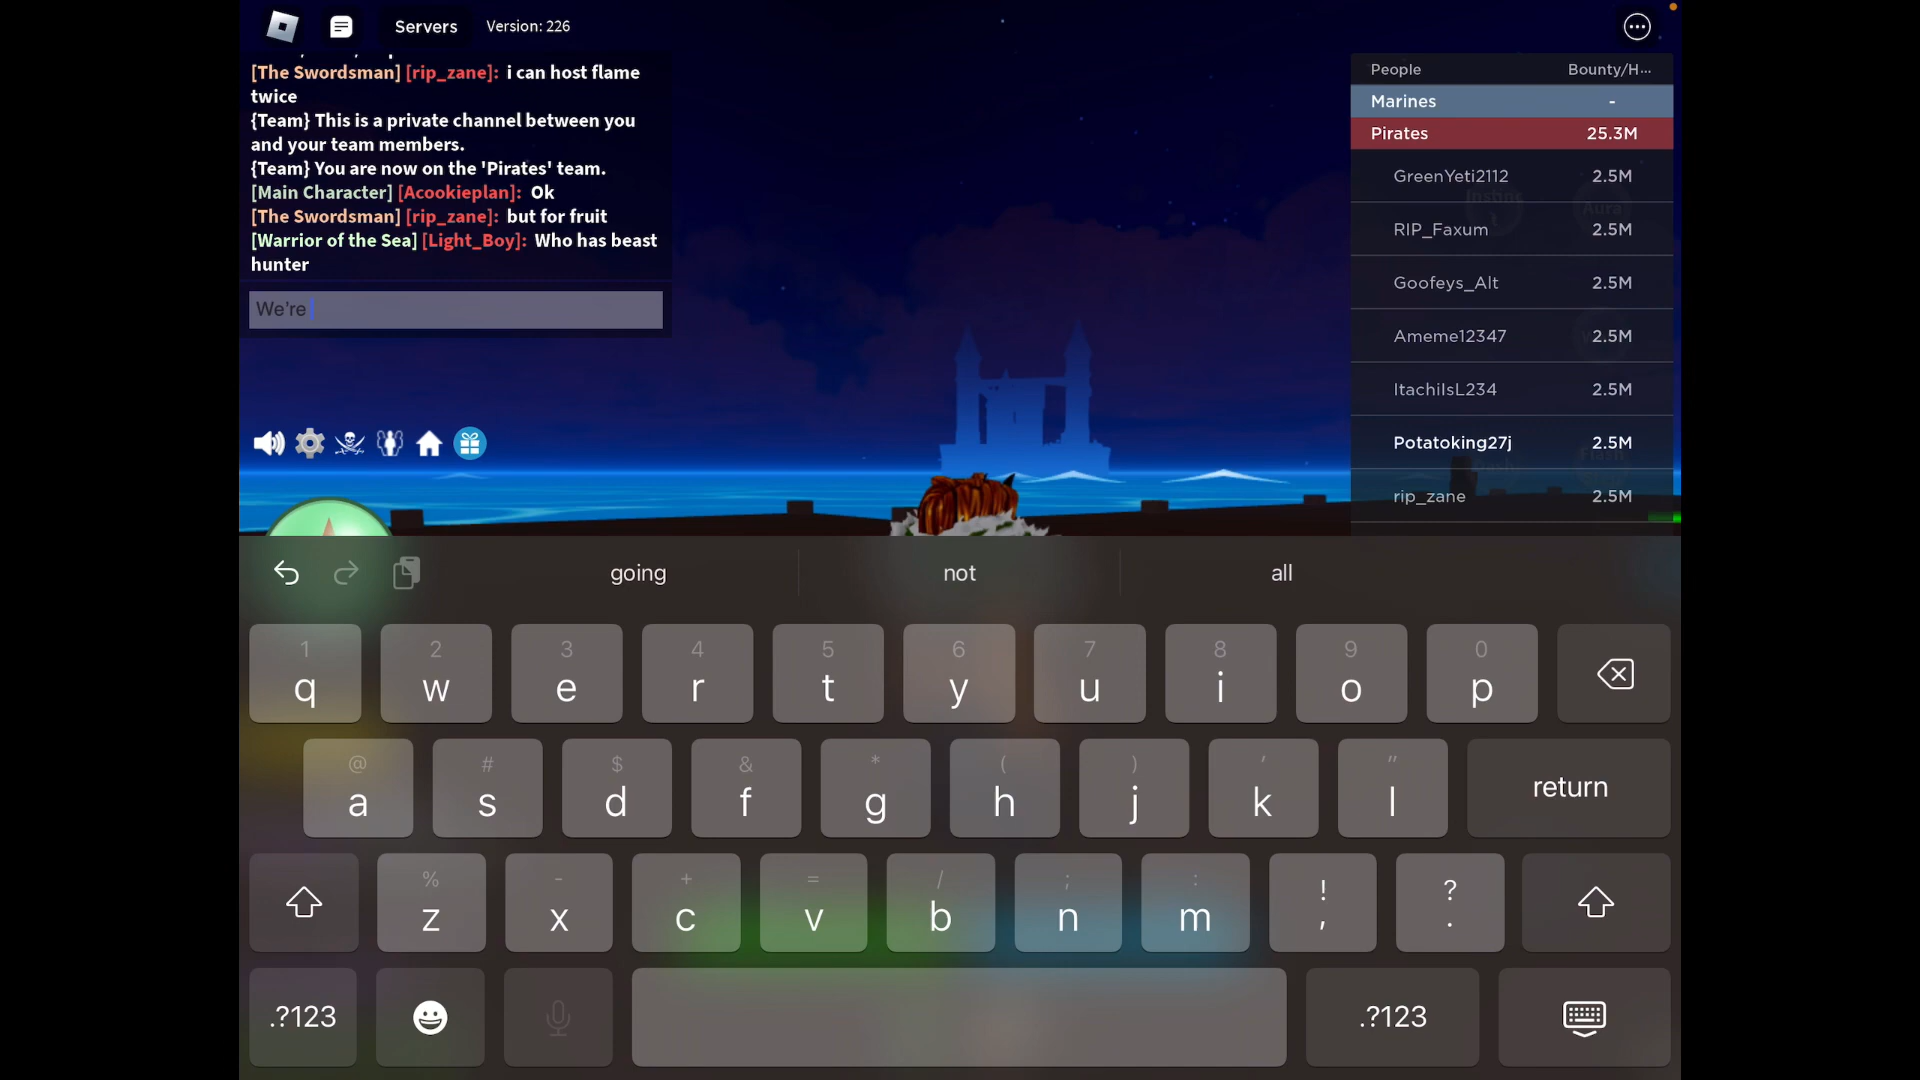 Servers Version: 226
[The Swordsman] [rip_zane]: i can host flame
twice
{Team} This is a private channel between you
and your team members.
{Team} You are now on the 'Pirates' team.
[Main Character] [Acookieplan]: Ok
[The Swordsman] [rip_zane]: but for fruit
[Warrior of the Sea] [Light_Boy]: Who has beast
hunter
We're
People Bounty/H...
Marines -
Pirates 25.3M
GreenYeti2112 2.5M
RIP_Faxum 2.5M
Goofeys_Alt 2.5M
Ameme12347 2.5M
ItachiIsL234 2.5M
Potatoking27j 2.5M
rip_zane 2.5M
Aura
going not all
1 2 3 4 5 6 7 8 9 0
q w e r t y u i o p
@ # $ & * ( ) ' "
a s d f g h j k l return
% - + = / ; : ! ?
z x c v b n m , .
.?123 .?123